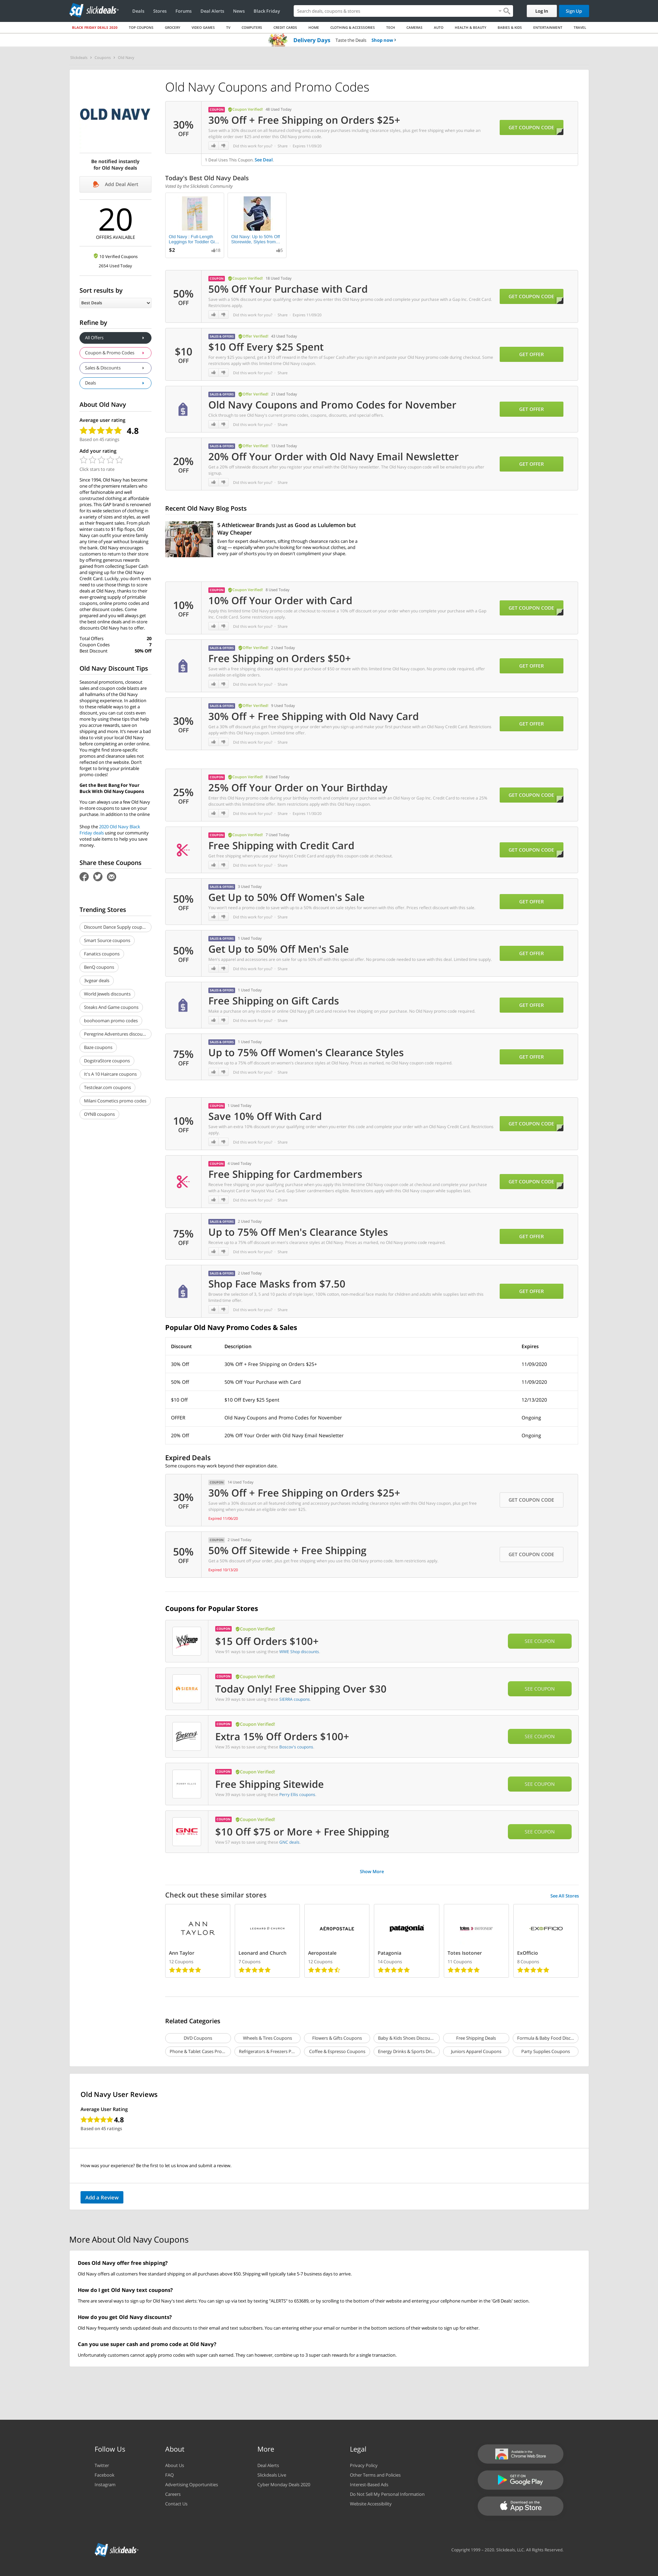 slickdeals
Deals Stores Forums Deal Alerts News Black Friday
Search deals, coupons & stores
Log In
Sign Up
BLACK FRIDAY DEALS 2020 TOP COUPONS GROCERY VIDEO GAMES TV COMPUTERS CREDIT CARDS HOME CLOTHING & ACCESSORIES TECH CAMERAS AUTO HEALTH & BEAUTY BABIES & KIDS ENTERTAINMENT TRAVEL
Delivery Days Taste the Deals Shop now
Slickdeals > Coupons > Old Navy
OLD NAVY
Be notified instantly
for Old Navy deals
Add Deal Alert
20
OFFERS AVAILABLE
10 Verified Coupons
2654 Used Today
Sort results by
Best Deals
Refine by
All Offers
Coupon & Promo Codes
Sales & Discounts
Deals
About Old Navy
Average user rating
4.8
Based on 45 ratings
Add your rating
Click stars to rate
Since 1994, Old Navy has become
one of the premiere retailers who
offer fashionable and well
constructed clothing at affordable
prices. This GAP brand is renowned
for its wide selection of clothing in
a variety of sizes and styles, as well
as their frequent sales. From plush
winter coats to $1 flip flops, Old
Navy can outfit your entire family
any time of year without breaking
the bank. Old Navy encourages
customers to return to their store
by offering generous rewards
gained from collecting Super Cash
and signing up for the Old Navy
Credit Card. Luckily, you don't even
need to use those things to score
deals at Old Navy, thanks to their
ever-growing supply of printable
coupons, online promo codes and
other discount codes. Come
prepared and you will always get
the best online deals and in-store
discounts Old Navy has to offer.
Total Offers 20
Coupon Codes 7
Best Discount 50% Off
Old Navy Discount Tips
Seasonal promotions, closeout
sales and coupon code blasts are
all hallmarks of the Old Navy
shopping experience. In addition
to these reliable ways to get a
discount, you can cut costs even
more by using these tips that help
you accrue rewards, save on
shipping and more. It's never a bad
idea to visit your local Old Navy
before completing an order online.
You might find store-specific
promos and clearance sales not
reflected on the website. Don't
forget to bring your printable
promo codes!
Get the Best Bang For Your
Buck With Old Navy Coupons
You can always use a few Old Navy
in-store coupons to save on your
purchase. In addition to the online
Shop the 2020 Old Navy Black
Friday deals using our community
voted sale items to help you save
money.
Share these Coupons
Trending Stores
Discount Dance Supply coup...
Smart Source coupons
Fanatics coupons
BenQ coupons
3vgear deals
World Jewels discounts
Steaks And Game coupons
boohooman promo codes
Peregrine Adventures discou...
Baze coupons
DogstraStore coupons
It's A 10 Haircare coupons
Testclear.com coupons
Milani Cosmetics promo codes
OYNB coupons
Old Navy Coupons and Promo Codes
30% OFF
COUPON Coupon Verified! 48 Used Today
30% Off + Free Shipping on Orders $25+
Save with a 30% discount on all featured clothing and accessory purchases including clearance styles, plus get free shipping when you make an
eligible order over $25 and enter this Old Navy promo code.
Did this work for you? Share Expires 11/09/20
GET COUPON CODE
1 Deal Uses This Coupon. See Deal
Today's Best Old Navy Deals
Voted by the Slickdeals Community
Old Navy : Full-Length
Leggings for Toddler Gi...
$2
Old Navy: Up to 50% Off
Storewide: Styles from...
50% OFF
COUPON Coupon Verified! 18 Used Today
50% Off Your Purchase with Card
Save with a 50% discount on your qualifying order when you enter this Old Navy promo code and complete your purchase with a Gap Inc. Credit Card.
Restrictions apply.
Did this work for you? Share Expires 11/09/20
GET COUPON CODE
$10 OFF
SALES & OFFERS Offer Verified! 43 Used Today
$10 Off Every $25 Spent
For every $25 you spend, get a $10 off reward in the form of Super Cash after you sign-in and paste your Old Navy promo code during checkout. Some
restrictions apply with this limited time Old Navy coupon.
Did this work for you? Share
GET OFFER
SALES & OFFERS Offer Verified! 21 Used Today
Old Navy Coupons and Promo Codes for November
Click through to see Old Navy's current promo codes, coupons, discounts, and special offers.
Did this work for you? Share
GET OFFER
20% OFF
SALES & OFFERS Offer Verified! 13 Used Today
20% Off Your Order with Old Navy Email Newsletter
Get a 20% off sitewide discount after you register your email with the Old Navy newsletter. The Old Navy coupon code will be emailed to you after
signup.
Did this work for you? Share
GET OFFER
Recent Old Navy Blog Posts
5 Athleticwear Brands Just as Good as Lululemon but
Way Cheaper
Even for expert deal-hunters, sifting through clearance racks can be a
drag — especially when you're looking for new workout clothes, and
every pair of shorts you try on doesn't complement your shape.
10% OFF
COUPON Coupon Verified! 8 Used Today
10% Off Your Order with Card
Apply this limited time Old Navy promo code at checkout to receive a 10% off discount on your order when you complete your purchase with a Gap
Inc. Credit Card. Some restrictions apply.
Did this work for you? Share
GET COUPON CODE
SALES & OFFERS Offer Verified! 2 Used Today
Free Shipping on Orders $50+
Save with a free shipping discount applied to your purchase of $50 or more with this limited time Old Navy coupon. No promo code required, offer
available on eligible orders.
Did this work for you? Share
GET OFFER
30% OFF
SALES & OFFERS Offer Verified! 9 Used Today
30% Off + Free Shipping with Old Navy Card
Get a 30% off discount plus get free shipping on your order when you sign up and make your first purchase with an Old Navy Credit Card. Restrictions
apply with this Old Navy coupon. Limited time offer.
Did this work for you? Share
GET OFFER
25% OFF
COUPON Coupon Verified! 8 Used Today
25% Off Your Order on Your Birthday
Enter this Old Navy promo code during your birthday month and complete your purchase with an Old Navy or Gap Inc. Credit Card to receive a 25%
discount with this limited time offer. Item restrictions apply with this Old Navy coupon.
Did this work for you? Share Expires 11/30/20
GET COUPON CODE
COUPON Coupon Verified! 7 Used Today
Free Shipping with Credit Card
Get free shipping when you use your Navyist Credit Card and apply this coupon code at checkout.
Did this work for you? Share
GET COUPON CODE
50% OFF
SALES & OFFERS 3 Used Today
Get Up to 50% Off Women's Sale
You won't need a promo code to save with up to a 50% discount on sale styles for women with this offer. Prices reflect discount with this sale.
Did this work for you? Share
GET OFFER
50% OFF
SALES & OFFERS 1 Used Today
Get Up to 50% Off Men's Sale
Men's apparel and accessories are on sale for up to 50% off with this special offer. No promo code needed to save with this deal. Limited sizes only.
Did this work for you? Share
GET OFFER
SALES & OFFERS 1 Used Today
Free Shipping on Gift Cards
Make a purchase on any in-store or online Old Navy gift card and receive free shipping on your purchase. No Old Navy promo code required.
Did this work for you? Share
GET OFFER
75% OFF
SALES & OFFERS 1 Used Today
Up to 75% Off Women's Clearance Styles
Receive up to a 75% off discount on women's clearance styles at Old Navy. Prices as marked, no Old Navy coupon code required.
Did this work for you? Share
GET OFFER
10% OFF
COUPON 1 Used Today
Save 10% Off With Card
Save with an extra 10% discount on your qualifying order when you enter this code and complete your order with an Old Navy Credit Card. Restrictions
apply.
Did this work for you? Share
GET COUPON CODE
COUPON 4 Used Today
Free Shipping for Cardmembers
Receive free shipping on your qualifying purchase when you apply this limited time Old Navy coupon code at checkout and complete your purchase
with a Navyist Card or Navyist Visa Card. Gap Silver Cardmembers eligible. Restrictions apply with this Old Navy coupon while supplies last.
Did this work for you? Share
GET COUPON CODE
75% OFF
SALES & OFFERS 2 Used Today
Up to 75% Off Men's Clearance Styles
Receive up to a 75% off discount on men's clearance styles at Old Navy. Prices as marked, no Old Navy promo code required.
Did this work for you? Share
GET OFFER
SALES & OFFERS 2 Used Today
Shop Face Masks from $7.50
Browse the selection of 3, 5 and 10 packs of triple-layer, 100% cotton, non-medical face masks for children and adults while supplies last with this
limited time offer.
Did this work for you? Share
GET OFFER
Popular Old Navy Promo Codes & Sales
Discount Description Expires
30% Off 30% Off + Free Shipping on Orders $25+ 11/09/2020
50% Off 50% Off Your Purchase with Card 11/09/2020
$10 Off $10 Off Every $25 Spent 12/13/2020
OFFER Old Navy Coupons and Promo Codes for November Ongoing
20% Off 20% Off Your Order with Old Navy Email Newsletter Ongoing
Expired Deals
Some coupons may work beyond their expiration date.
30% OFF
COUPON 19 Used Today
30% Off + Free Shipping on Orders $25+
Save with a 30% discount on all featured clothing and accessory purchases including clearance styles with this Old Navy coupon, plus get free
shipping when you make an eligible order over $25.
Expired 11/06/20
GET COUPON CODE
50% OFF
COUPON 2 Used Today
50% Off Sitewide + Free Shipping
Get a 50% discount off your order, plus get free shipping when you use this Old Navy promo code. Item restrictions apply.
Expired 10/13/20
GET COUPON CODE
Coupons for Popular Stores
COUPON Coupon Verified!
$15 Off Orders $100+
View 91 ways to save using these WWE Shop discounts.
SEE COUPON
SIERRA
COUPON Coupon Verified!
Today Only! Free Shipping Over $30
View 39 ways to save using these SIERRA coupons.
SEE COUPON
Boscov's
COUPON Coupon Verified!
Extra 15% Off Orders $100+
View 35 ways to save using these Boscov's coupons.
SEE COUPON
PERRY ELLIS
COUPON Coupon Verified!
Free Shipping Sitewide
View 39 ways to save using these Perry Ellis coupons.
SEE COUPON
GNC
COUPON Coupon Verified!
$10 Off $75 or More + Free Shipping
View 57 ways to save using these GNC deals.
SEE COUPON
Show More
Check out these similar stores
See All Stores
ANN TAYLOR
LEONARD & CHURCH
AÉROPOSTALE
patagonia
totes ISOTONER
EXOFFICIO
Ann Taylor Leonard and Church Aeropostale Patagonia Totes Isotoner ExOfficio
12 Coupons 7 Coupons 12 Coupons 14 Coupons 11 Coupons 8 Coupons
Related Categories
DVD Coupons Wheels & Tires Coupons Flowers & Gifts Coupons Baby & Kids Shoes Discou... Free Shipping Deals Formula & Baby Food Disc...
Phone & Tablet Cases Pro... Refrigerators & Freezers P... Coffee & Espresso Coupons Energy Drinks & Sports Dri... Juniors Apparel Coupons Party Supplies Coupons
Old Navy User Reviews
Average User Rating
4.8
Based on 45 ratings
How was your experience? Be the first to let us know and submit a review.
Add a Review
More About Old Navy Coupons
Does Old Navy offer free shipping?
Old Navy offers all customers free standard shipping on all purchases above $50. Shipping will typically take 5-7 business days to arrive.
How do I get Old Navy text coupons?
There are several ways to sign up for Old Navy's text alerts. You can sign up via text by texting "ALERTS" to 653689, or by scrolling to the bottom of their website and entering your cellphone number in the 'Gr8 Deals' section.
How do you get Old Navy discounts?
Old Navy frequently sends updated deals and discounts to their email and text subscribers. You can entering either your email or number in the bottom sections of their website to sign up for either.
Can you use super cash and promo code at Old Navy?
Unfortunately customers cannot apply promo codes with super cash earned. They can however, combine up to 3 super cash rewards for a single transaction.
Follow Us
Twitter
Facebook
Instagram
About
About Us
FAQ
Advertising Opportunities
Careers
Contact Us
More
Deal Alerts
Slickdeals Live
Cyber Monday Deals 2020
Legal
Privacy Policy
Other Terms and Policies
Interest-Based Ads
Do Not Sell My Personal Information
Website Accessibility
Available in the
Chrome Web Store
GET IT ON
Google Play
Download on the
App Store
slickdeals
Copyright 1999 - 2020. Slickdeals, LLC. All Rights Reserved.